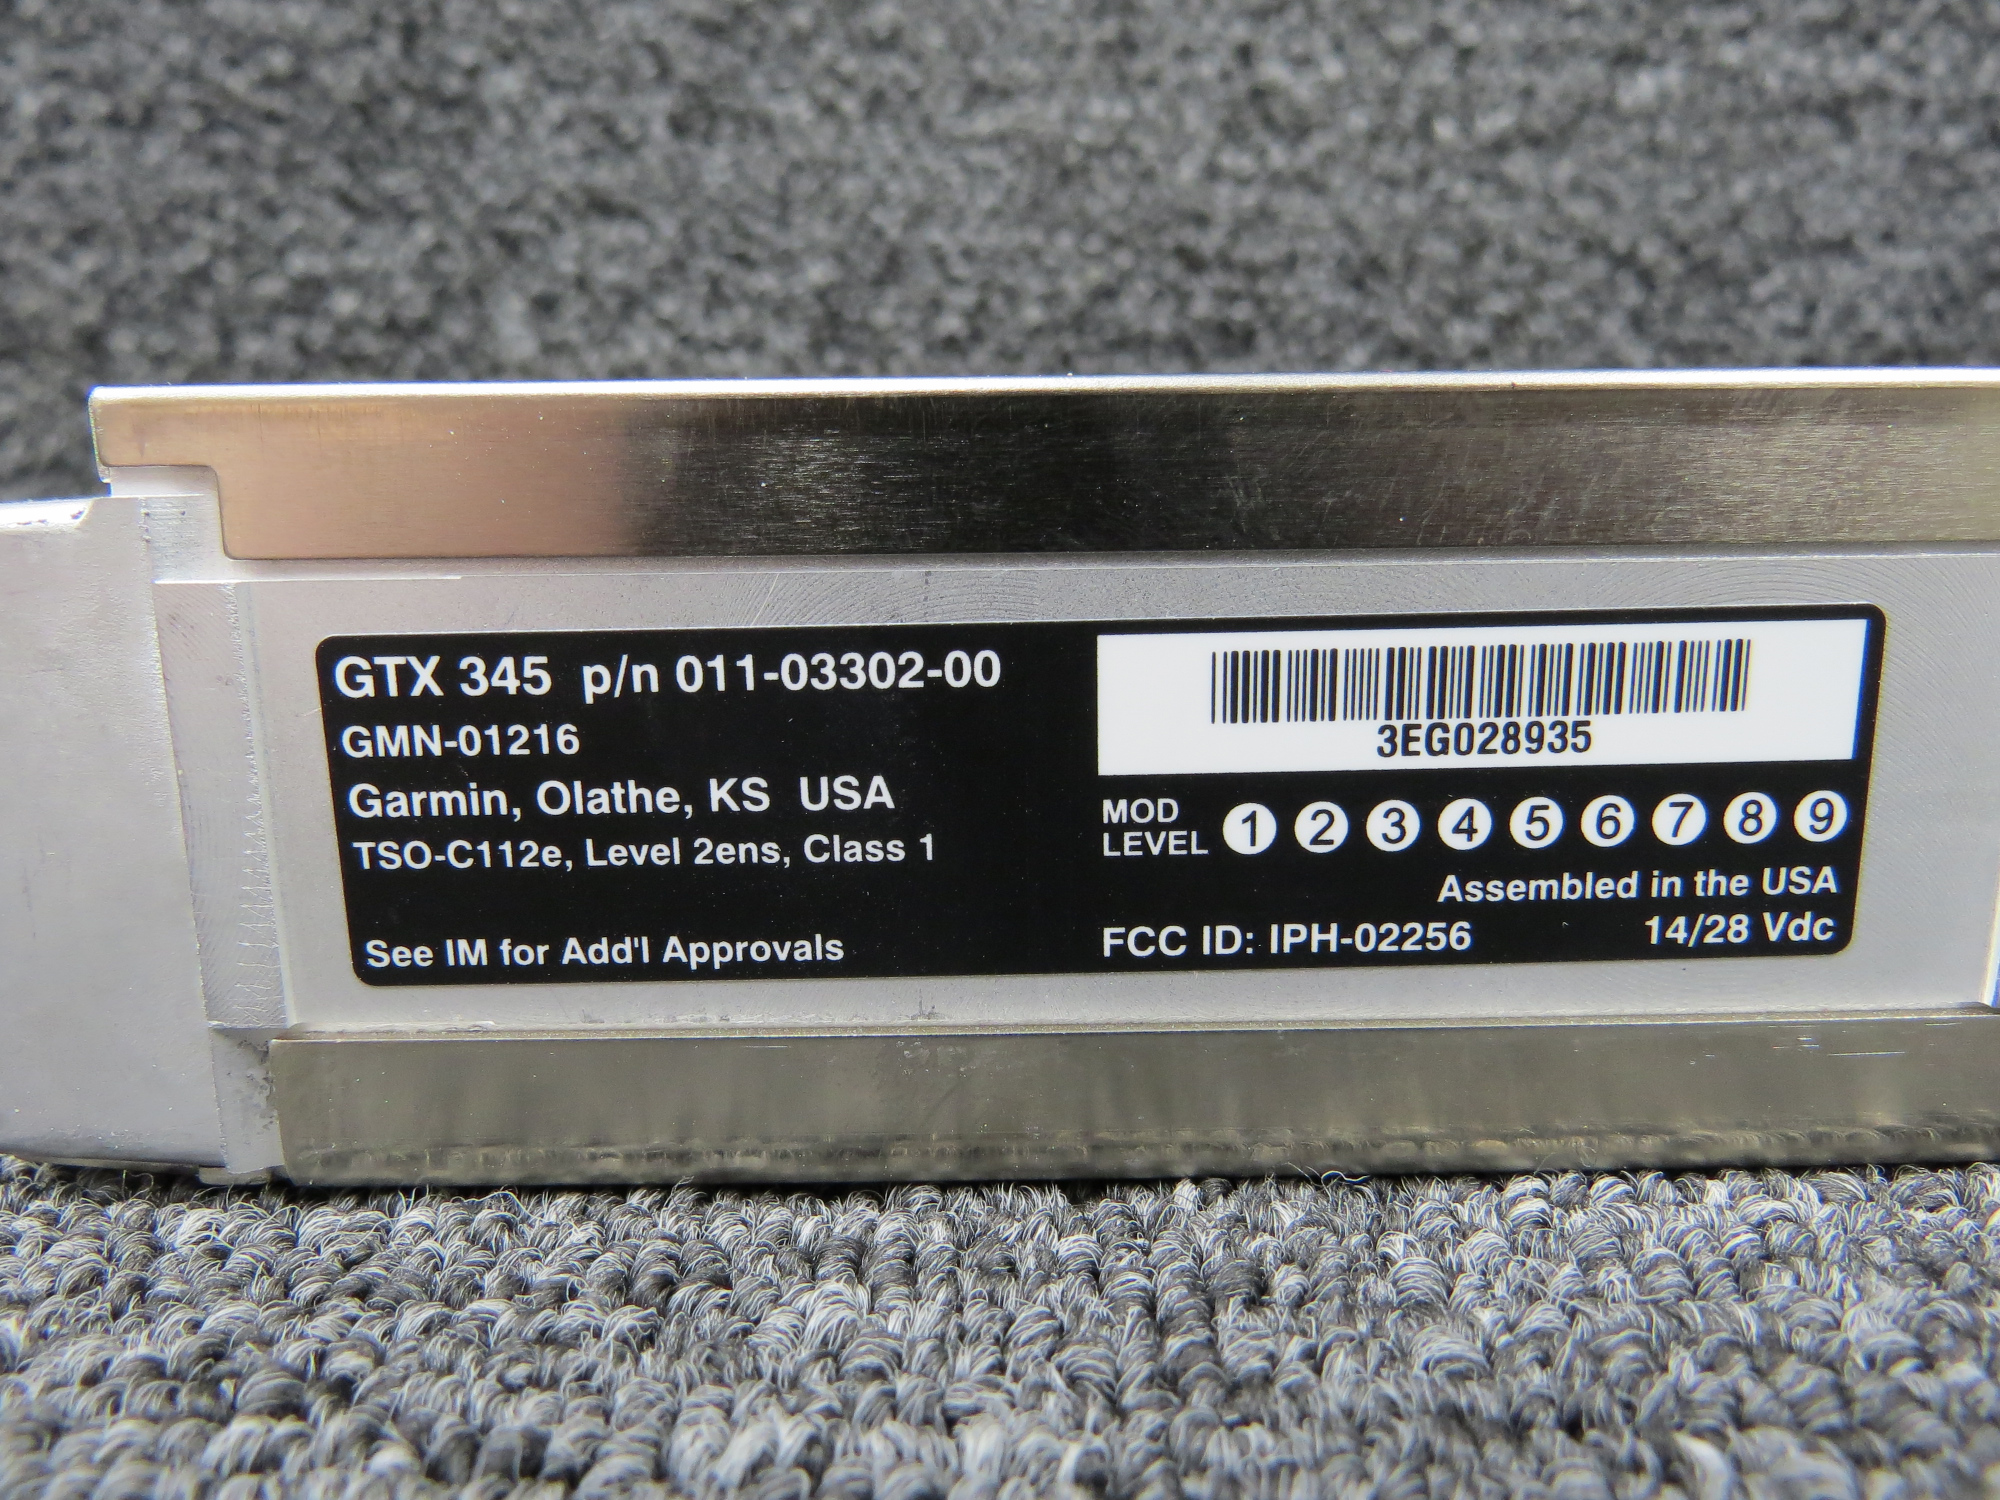 GTX 345 p/n 011-03302-00
GMN-01216
Garmin, Olathe, KS USA
TSO-C112e, Level 2ens, Class 1
See IM for Add'l Approvals
3EG028935
MOD LEVEL 1 2 3 4 5 6 7 8 9
Assembled in the USA
FCC ID: IPH-02256 14/28 Vdc